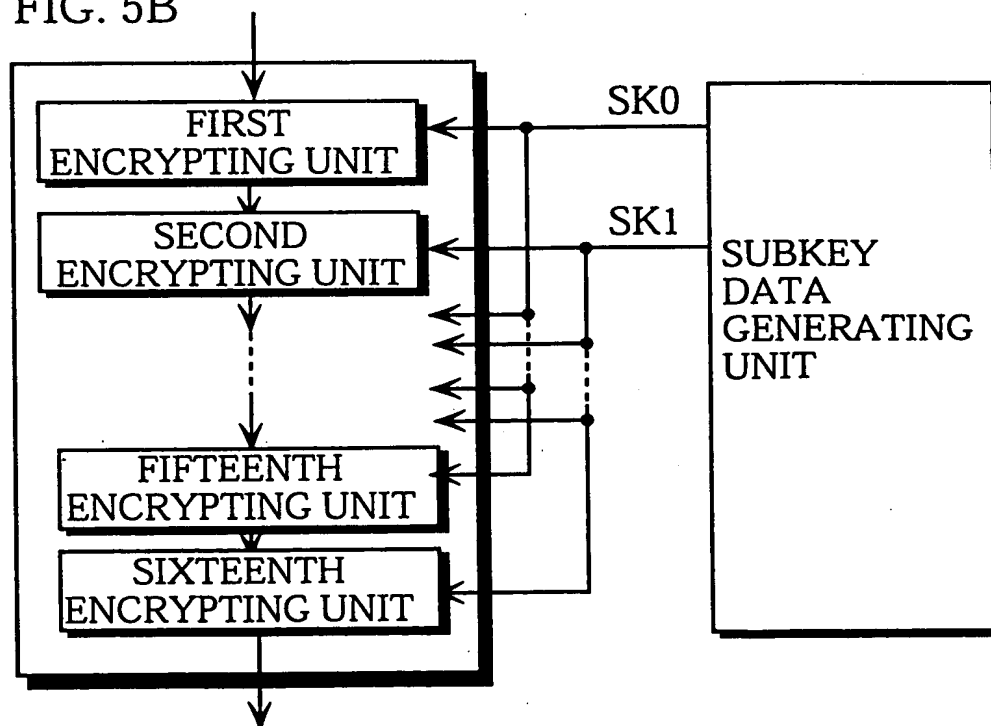 FIG. 5B
FIRST
ENCRYPTING UNIT
SECOND
ENCRYPTING UNIT
FIFTEENTH
ENCRYPTING UNIT
SIXTEENTH
ENCRYPTING UNIT
SK0
SK1
SUBKEY
DATA
GENERATING
UNIT